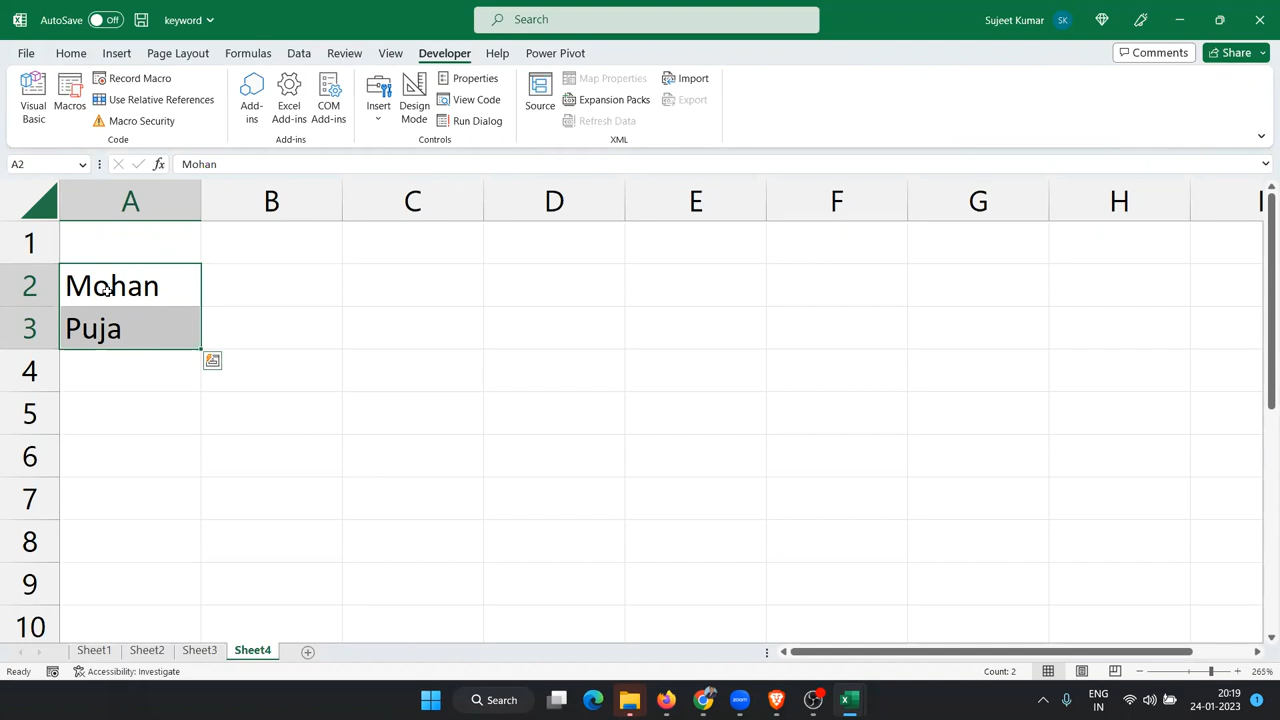 AutoSave Off keyword Search Sujeet Kumar SK
File Home Insert Page Layout Formulas Data Review View Developer Help Power Pivot Comments Share
Visual Basic
Macros
Record Macro
Use Relative References
Macro Security
Code
Add-ins
Excel Add-ins
COM Add-ins
Add-ins
Insert
Design Mode
Properties
View Code
Run Dialog
Controls
Source
Map Properties
Expansion Packs
Refresh Data
Import
Export
XML
A2 fx Mohan
A B C D E F G H I
1
2 Mohan
3 Puja
4
5
6
7
8
9
10
Sheet1 Sheet2 Sheet3 Sheet4
Ready Accessibility: Investigate Count: 2 265%
Search zoom ENG 20:19
IN 24-01-2023 1